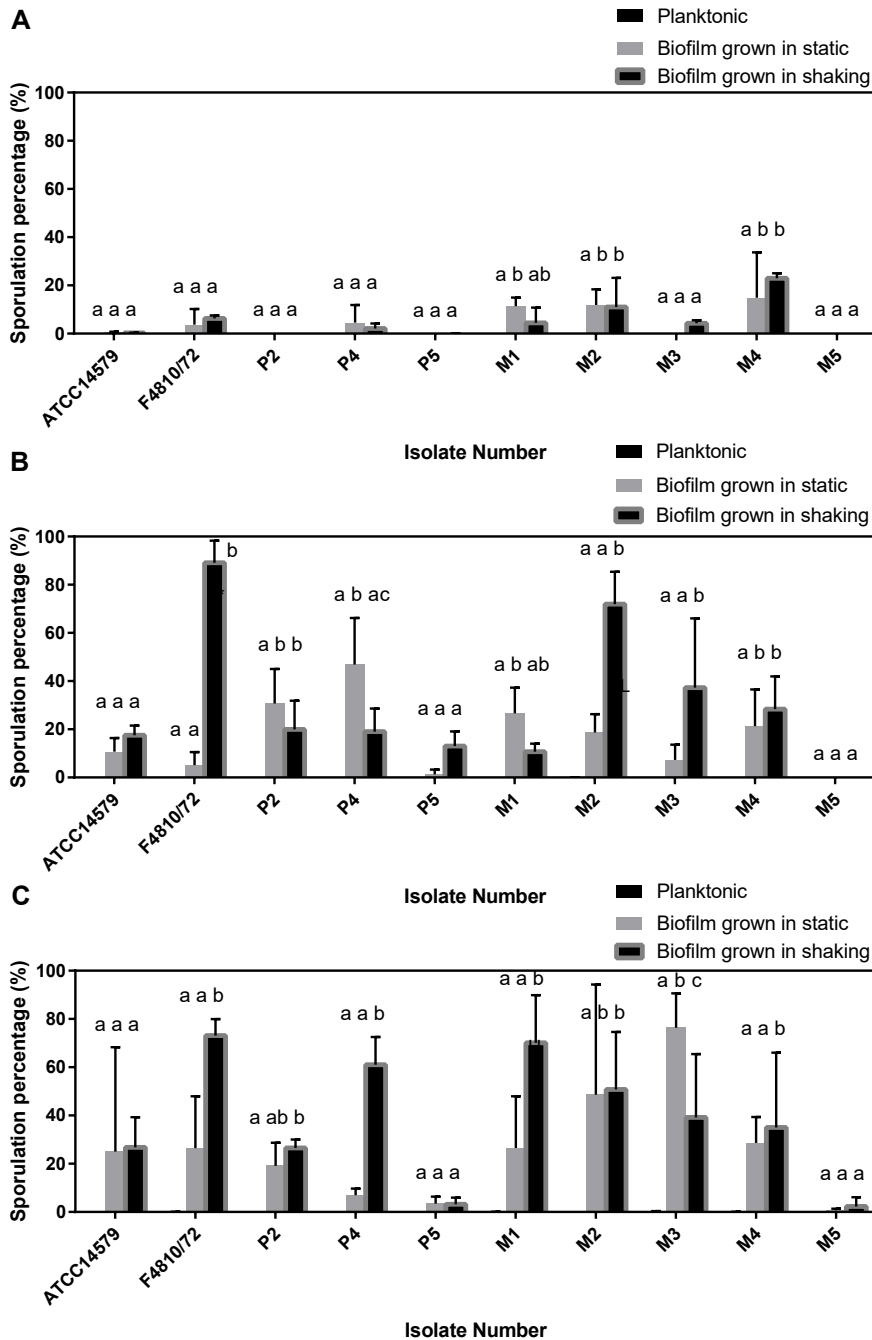 A
Planktonic
Biofilm grown in static
Biofilm grown in shaking
Sporulation percentage (%)
100
80
60
40
20
0
a a a
a a a
a a a
a a a
a a a
a b ab
a b b
a a a
a b b
a a a
ATCC14579
F4810/72
P2
P4
P5
M1
M2
M3
M4
M5
Isolate Number
B
Planktonic
Biofilm grown in static
Biofilm grown in shaking
Sporulation percentage (%)
100
80
60
40
20
0
a a a
a a
b
a b b
a b ac
a a a
a b ab
a a b
a a b
a b b
a a a
ATCC14579
F4810/72
P2
P4
P5
M1
M2
M3
M4
M5
Isolate Number
C
Planktonic
Biofilm grown in static
Biofilm grown in shaking
Sporulation percentage (%)
100
80
60
40
20
0
a a a
a a b
a ab b
a a b
a a a
a a b
a b b
a b c
a a b
a a a
ATCC14579
F4810/72
P2
P4
P5
M1
M2
M3
M4
M5
Isolate Number